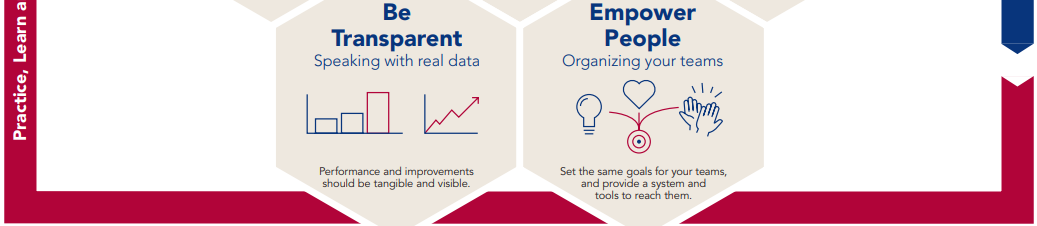 Practice, Learn a
Be
Transparent
Speaking with real data
Performance and improvements
should be tangible and visible.
Empower
People
Organizing your teams
Set the same goals for your teams,
and provide a system and
tools to reach them.